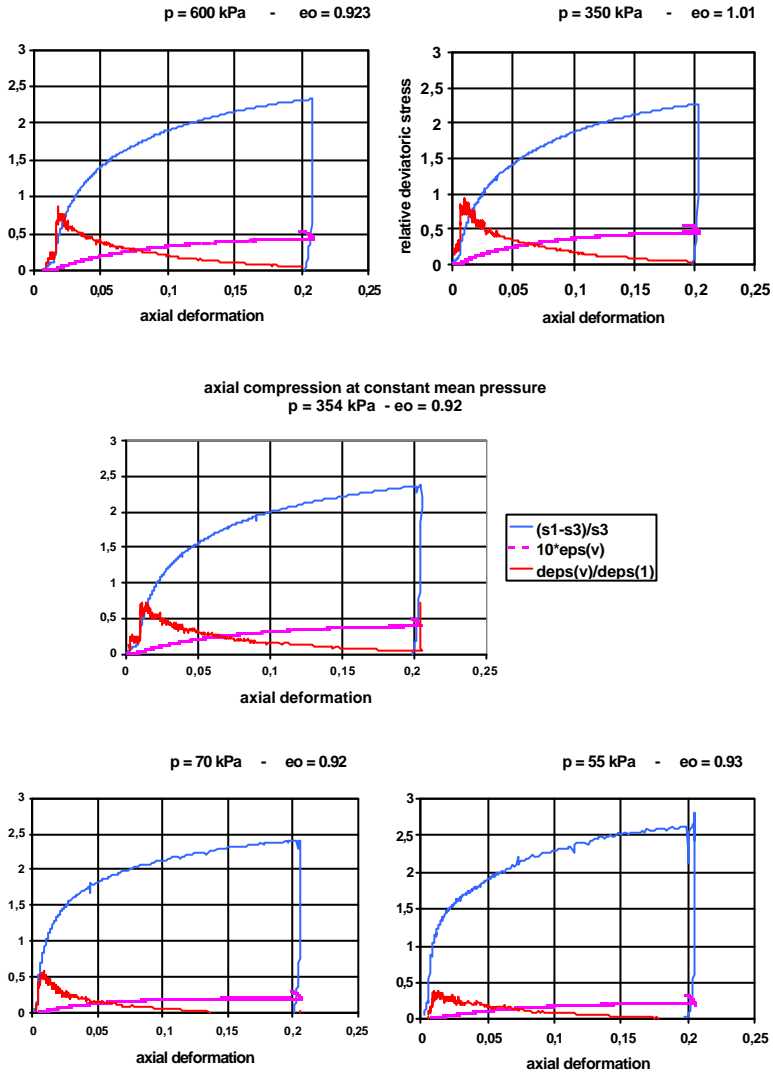 p = 600 kPa - eo = 0.923
3
2,5
2
1,5
1
0,5
0
0 0,05 0,1 0,15 0,2 0,25
axial deformation
p = 350 kPa - eo = 1.01
relative deviatoric stress
3
2,5
2
1,5
1
0,5
0
0 0,05 0,1 0,15 0,2 0,25
axial deformation
axial compression at constant mean pressure
p = 354 kPa - eo = 0.92
3
2,5
2
1,5
1
0,5
0
0 0,05 0,1 0,15 0,2 0,25
axial deformation
(s1-s3)/s3
10*eps(v)
deps(v)/deps(1)
p = 70 kPa - eo = 0.92
3
2,5
2
1,5
1
0,5
0
0 0,05 0,1 0,15 0,2 0,25
axial deformation
p = 55 kPa - eo = 0.93
3
2,5
2
1,5
1
0,5
0
0 0,05 0,1 0,15 0,2 0,25
axial deformation